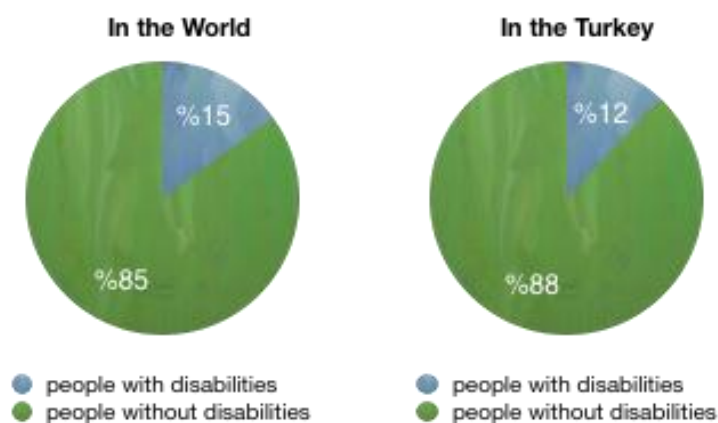 In the World
%15
%85
people with disabilities
people without disabilities
In the Turkey
%12
%88
people with disabilities
people without disabilities